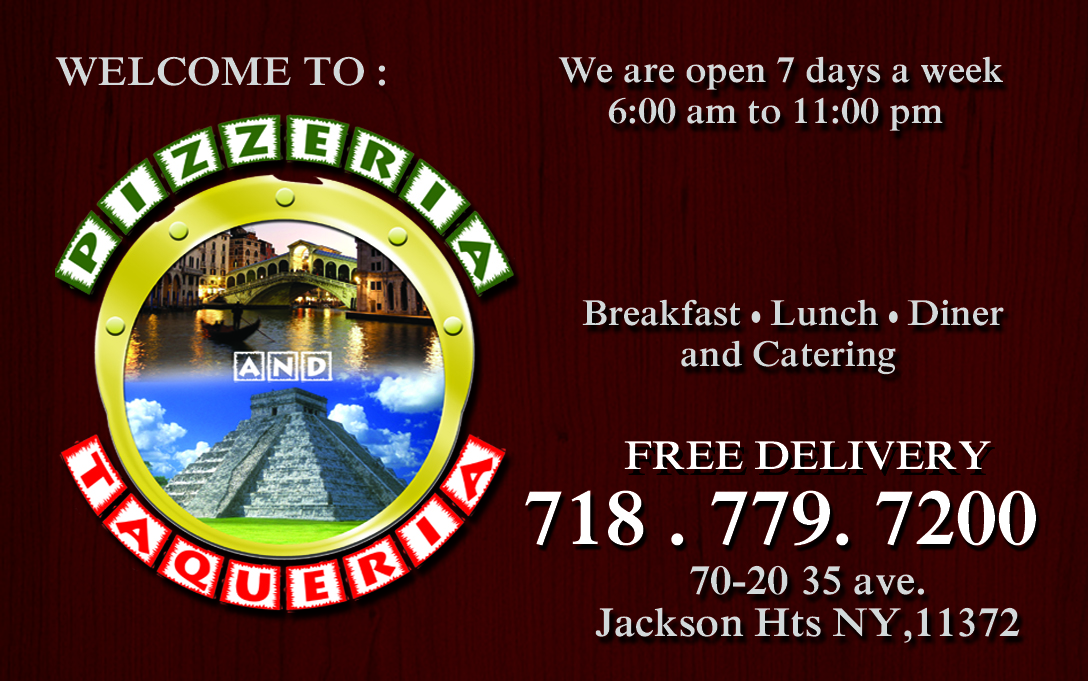 WELCOME TO :
PIZZERIA
AND
TAQUERIA
We are open 7 days a week
6:00 am to 11:00 pm
Breakfast • Lunch • Diner
and Catering
FREE DELIVERY
718 . 779. 7200
70-20 35 ave.
Jackson Hts NY,11372